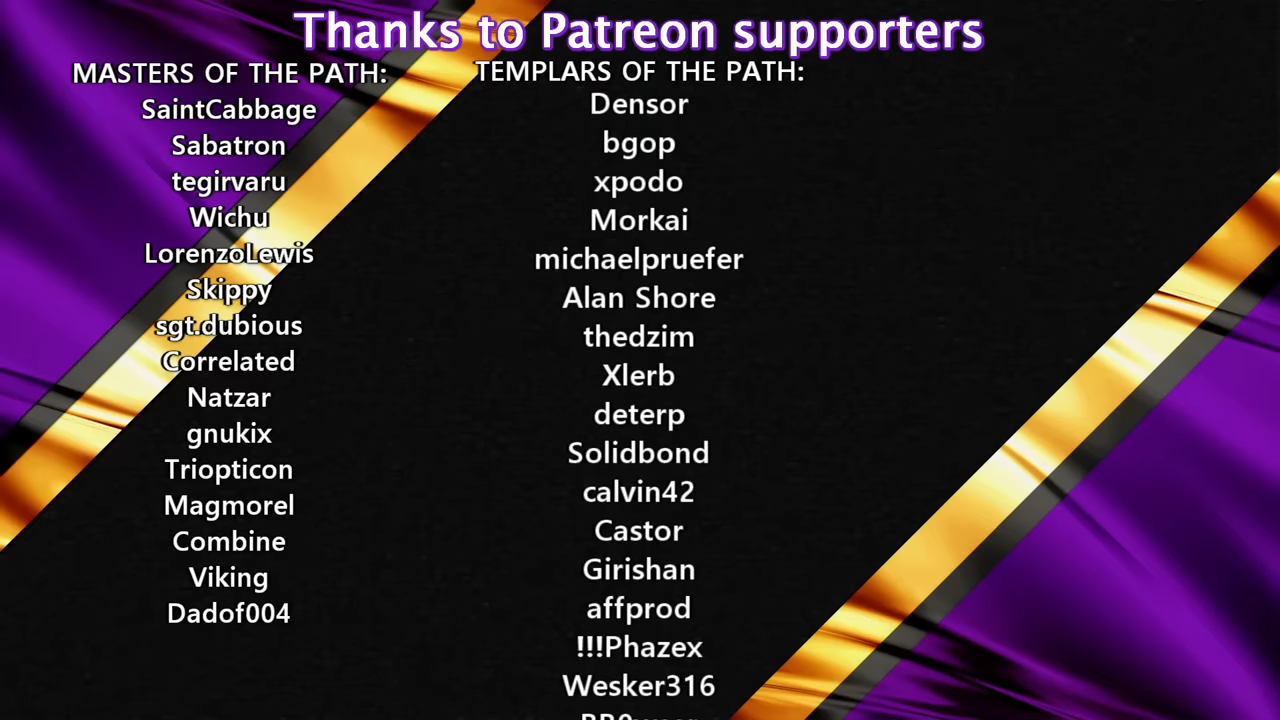 Thanks to Patreon supporters
MASTERS OF THE PATH:
SaintCabbage
Sabatron
tegirvaru
Wichu
LorenzoLewis
Skippy
sgt.dubious
Correlated
Natzar
gnukix
Triopticon
Magmorel
Combine
Viking
Dadof004
TEMPLARS OF THE PATH:
Densor
bgop
xpodo
Morkai
michaelpruefer
Alan Shore
thedzim
Xlerb
deterp
Solidbond
calvin42
Castor
Girishan
affprod
!!!Phazex
Wesker316